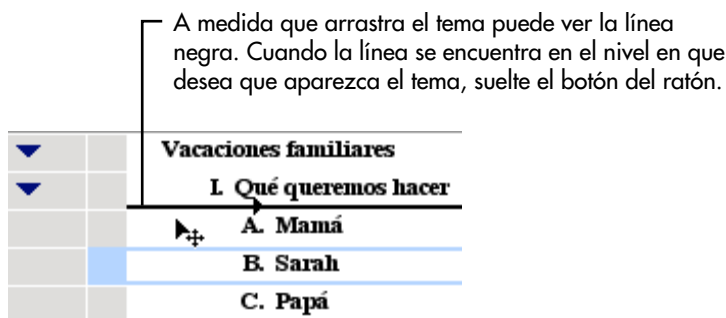 A medida que arrastra el tema puede ver la línea
negra. Cuando la línea se encuentra en el nivel en que
desea que aparezca el tema, suelte el botón del ratón.
Vacaciones familiares
I. Qué queremos hacer
A. Mamá
B. Sarah
C. Papá